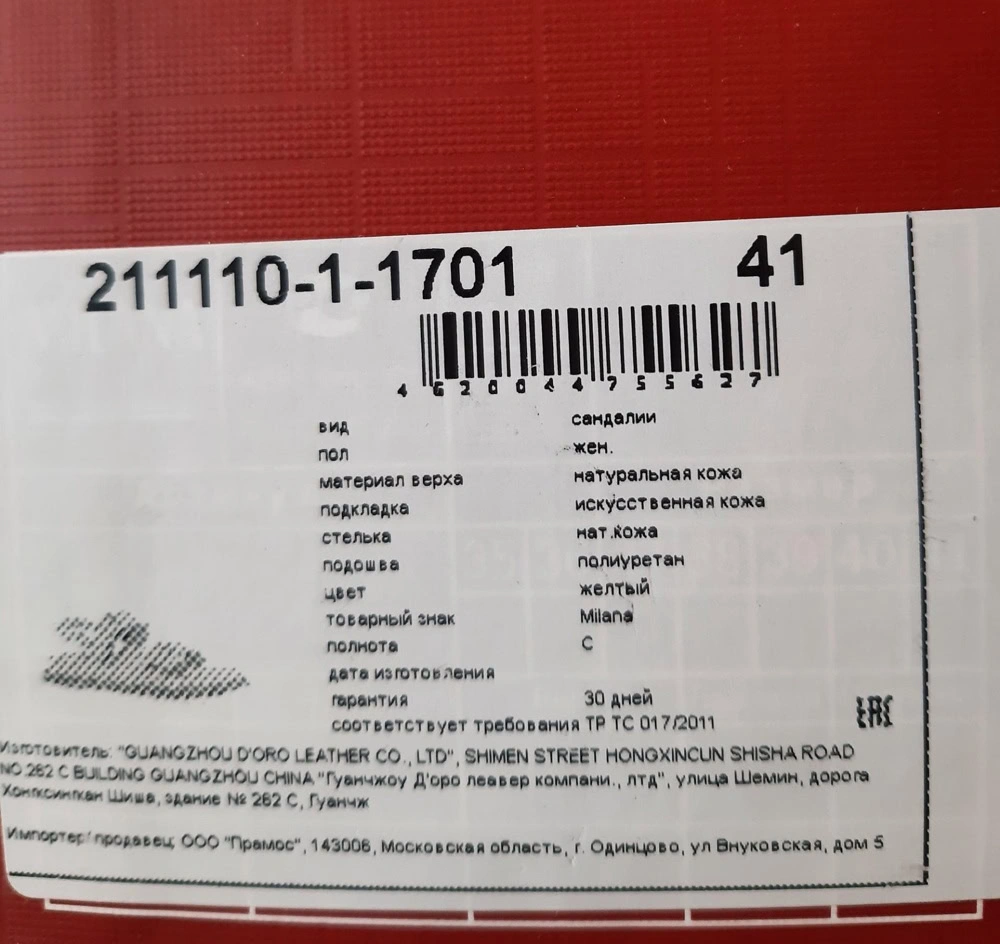 211110-1-1701 41
4620044755627
вид сандалии
пол жен.
материал верха натуральная кожа
подкладка искусственная кожа
стелька нат.кожа
подошва полиуретан
цвет желтый
товарный знак Milana
полнота С
дата изготовления
гарантия 30 дней
соответствует требования ТР ТС 017/2011
EAC
Изготовитель: "GUANGZHOU D'ORO LEATHER CO., LTD", SHIMEN STREET HONGXINCUN SHISHA ROAD
NO.262 C BUILDING GUANGZHOU CHINA "Гуанчжоу Д'оро леавер компани., лтд", улица Шемин, дорога
Хонгксингкан Шиша, здание № 262 С, Гуанчж
Импортер/продавец: ООО "Прамос", 143006, Московская область, г. Одинцово, ул Внуковская, дом 5